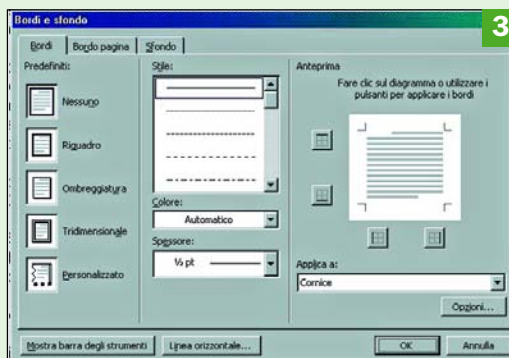 Bordi e sfondo
3
Bordi Bordo pagina Sfondo
Predefiniti:
Nessuno
Riquadro
Ombreggiatura
Tridimensionale
Personalizzato
Stile:
Colore:
Automatico
Spessore:
½ pt
Anteprima
Fare clic sul diagramma o utilizzare i
pulsanti per applicare i bordi
Applica a:
Cornice
Opzioni...
Mostra barra degli strumenti
Linea orizzontale...
OK
Annulla